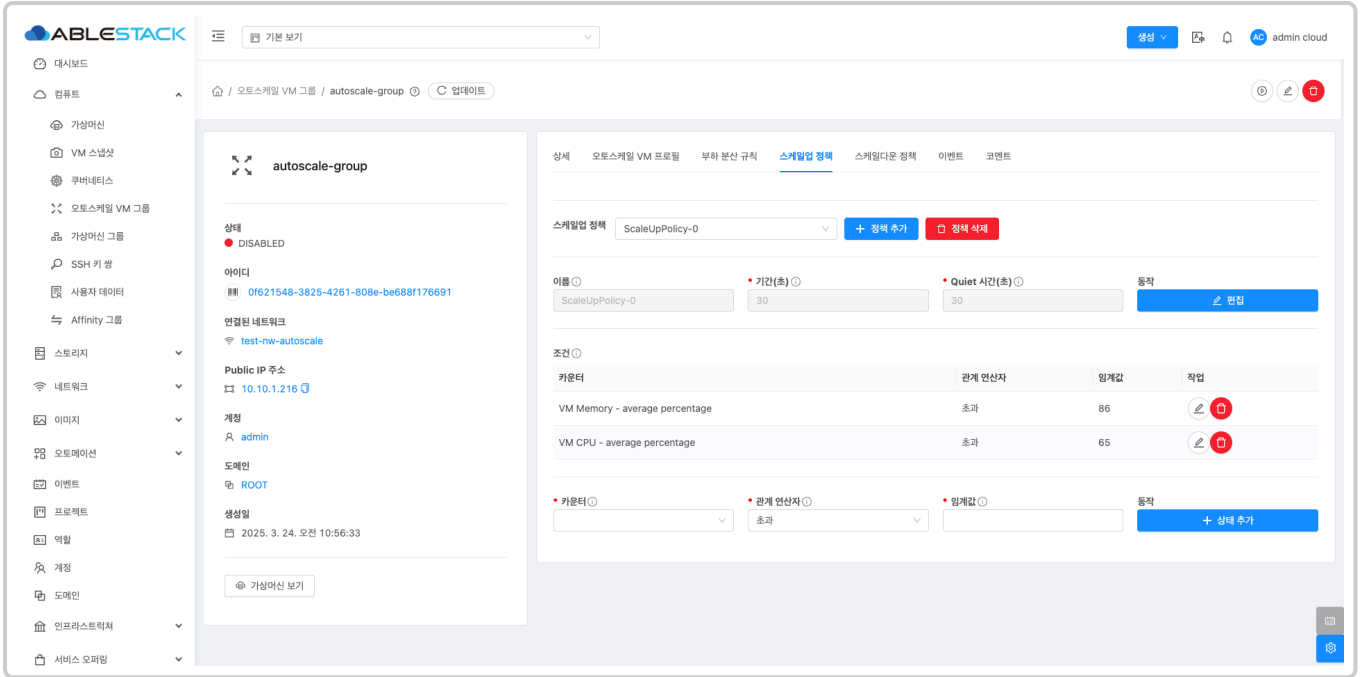 ABLESTACK
기본 보기
생성
AC admin cloud
대시보드
컴퓨트
가상머신
VM 스냅샷
쿠버네티스
오토스케일 VM 그룹
가상머신 그룹
SSH 키 쌍
사용자 데이터
Affinity 그룹
스토리지
네트워크
이미지
오토메이션
이벤트
프로젝트
역할
계정
도메인
인프라스트럭쳐
서비스 오퍼링
/ 오토스케일 VM 그룹 / autoscale-group 업데이트
autoscale-group
상태
DISABLED
아이디
0f621548-3825-4261-808e-be688f176691
연결된 네트워크
test-nw-autoscale
Public IP 주소
10.10.1.216
계정
admin
도메인
ROOT
생성일
2025. 3. 24. 오전 10:56:33
가상머신 보기
상세 오토스케일 VM 프로필 부하 분산 규칙 스케일업 정책 스케일다운 정책 이벤트 코멘트
스케일업 정책 ScaleUpPolicy-0 + 정책 추가 정책 삭제
이름 * 기간(초) * Quiet 시간(초) 동작
ScaleUpPolicy-0 30 30 편집
조건
카운터 관계 연산자 임계값 작업
VM Memory - average percentage 초과 86
VM CPU - average percentage 초과 65
* 카운터 * 관계 연산자 * 임계값 동작
초과 + 상태 추가